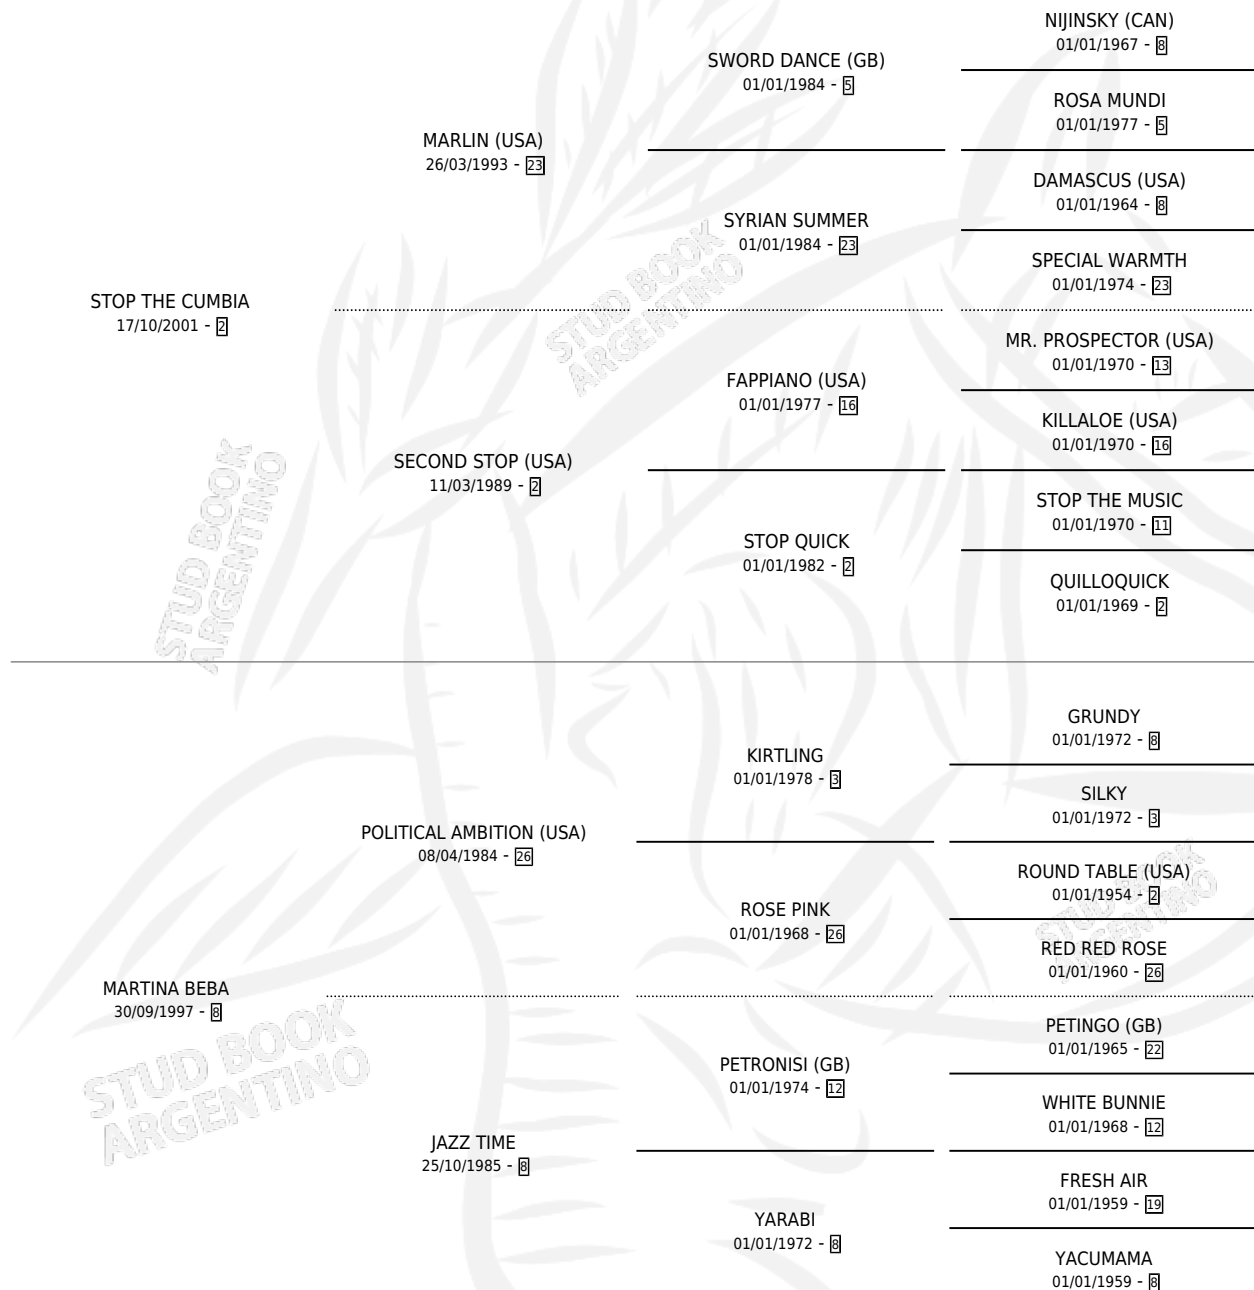 NIJINSKY (CAN)
01/01/1967 - 8
SWORD DANCE (GB)
01/01/1984 - 5
ROSA MUNDI
01/01/1977 - 5
MARLIN (USA)
26/03/1993 - 23
DAMASCUS (USA)
01/01/1964 - 8
SYRIAN SUMMER
01/01/1984 - 23
SPECIAL WARMTH
01/01/1974 - 23
STOP THE CUMBIA
17/10/2001 - 2
STUD BOOK
ARGENTINO
MR. PROSPECTOR (USA)
01/01/1970 - 13
FAPPIANO (USA)
01/01/1977 - 16
KILLALOE (USA)
01/01/1970 - 16
SECOND STOP (USA)
11/03/1989 - 2
STOP THE MUSIC
01/01/1970 - 11
STOP QUICK
01/01/1982 - 2
QUILLOQUICK
01/01/1969 - 2
STUD BOOK
ARGENTINO
GRUNDY
01/01/1972 - 8
KIRTLING
01/01/1978 - 3
SILKY
01/01/1972 - 3
POLITICAL AMBITION (USA)
08/04/1984 - 26
ROUND TABLE (USA)
01/01/1954 - 2
ROSE PINK
01/01/1968 - 26
RED RED ROSE
01/01/1960 - 26
STUD BOOK
ARGENTINO
MARTINA BEBA
30/09/1997 - 8
PETINGO (GB)
01/01/1965 - 22
PETRONISI (GB)
01/01/1974 - 12
WHITE BUNNIE
01/01/1968 - 12
STUD BOOK
ARGENTINO
JAZZ TIME
25/10/1985 - 8
FRESH AIR
01/01/1959 - 19
YARABI
01/01/1972 - 8
YACUMAMA
01/01/1959 - 8